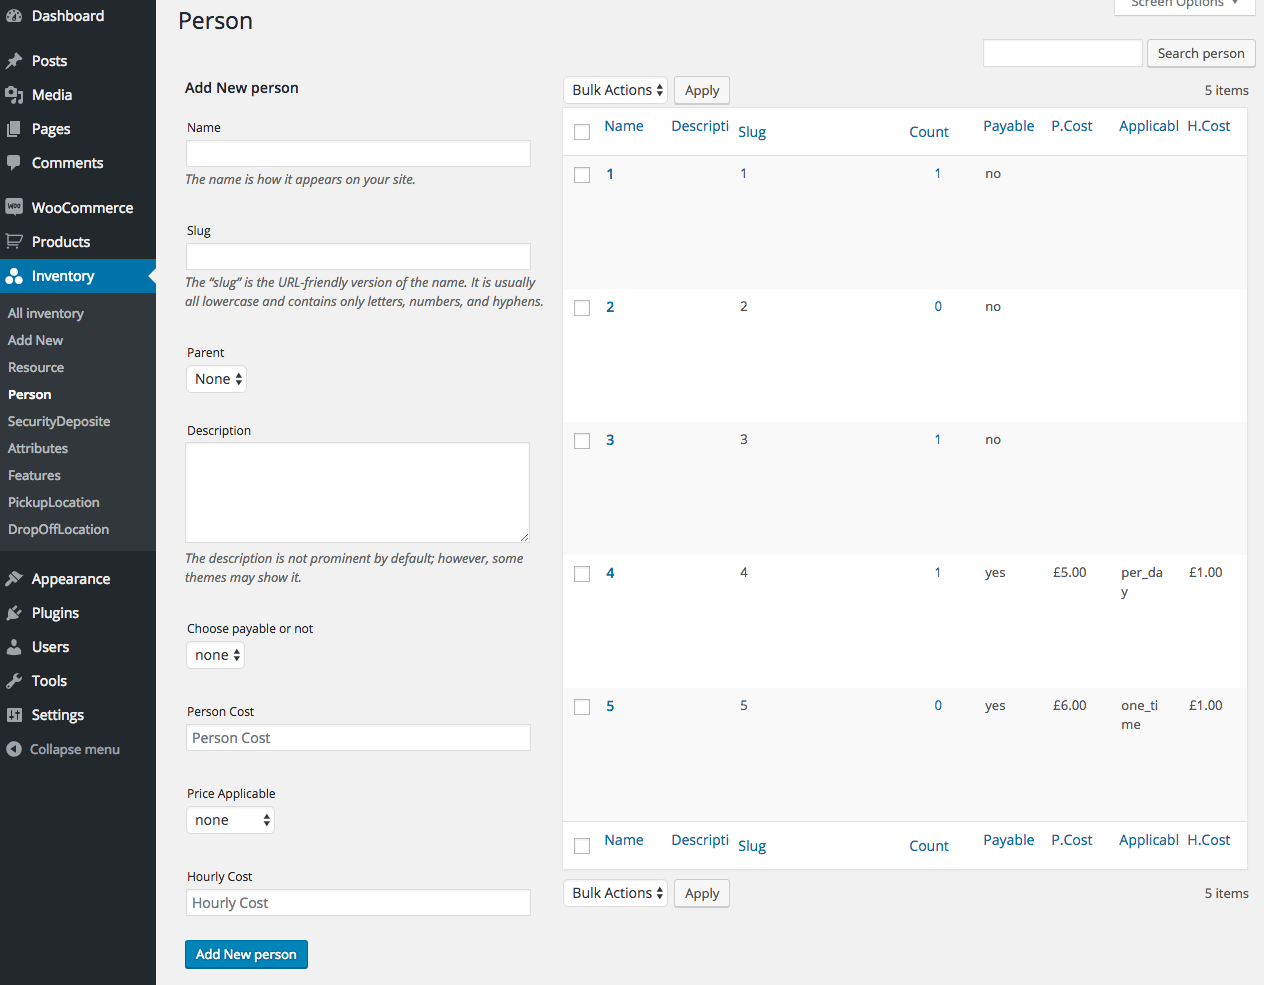 Dashboard
Posts
Media
Pages
Comments
WooCommerce
Products
Inventory
All inventory
Add New
Resource
Person
SecurityDeposite
Attributes
Features
PickupLocation
DropOffLocation
Appearance
Plugins
Users
Tools
Settings
Collapse menu
Person
Screen Options
Search person
Add New person
Name
The name is how it appears on your site.
Slug
The “slug” is the URL-friendly version of the name. It is usually
all lowercase and contains only letters, numbers, and hyphens.
Parent
None
Description
The description is not prominent by default; however, some
themes may show it.
Choose payable or not
none
Person Cost
Person Cost
Price Applicable
none
Hourly Cost
Hourly Cost
Add New person
Bulk Actions Apply 5 items
Name Descripti Slug Count Payable P.Cost Applicabl H.Cost
1 1 1 no
2 2 0 no
3 3 1 no
4 4 1 yes £5.00 per_da £1.00
y
5 5 0 yes £6.00 one_ti £1.00
me
Name Descripti Slug Count Payable P.Cost Applicabl H.Cost
Bulk Actions Apply 5 items